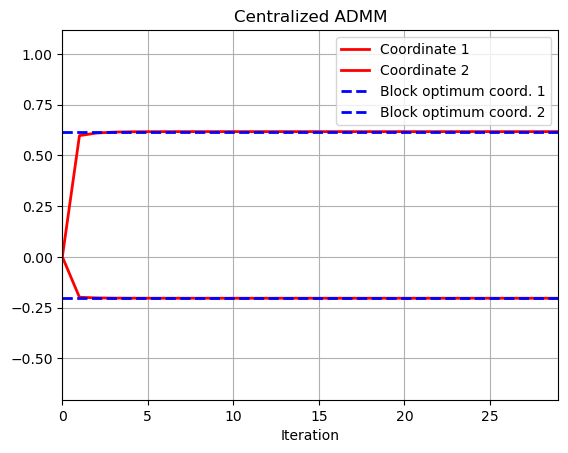 Centralized ADMM
Coordinate 1
Coordinate 2
Block optimum coord. 1
Block optimum coord. 2
1.00
0.75
0.50
0.25
0.00
−0.25
−0.50
0 5 10 15 20 25
Iteration